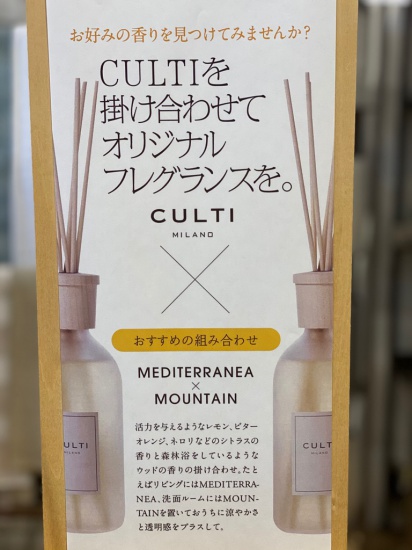 お好みの香りを見つけてみませんか？
CULTIを
掛け合わせて
オリジナル
フレグランスを。
CULTI
MILANO
おすすめの組み合わせ
MEDITERRANEA
×
MOUNTAIN
活力を与えるようなレモン、ビター
オレンジ、ネロリなどのシトラスの
香りと森林浴をしているような
ウッドの香りの掛け合わせ。たと
えばリビングにはMEDITERRA-
NEA、洗面ルームにはMOUN-
TAINを置いておうちに涼やかさ
と透明感をプラスして。
CULTI
CULT